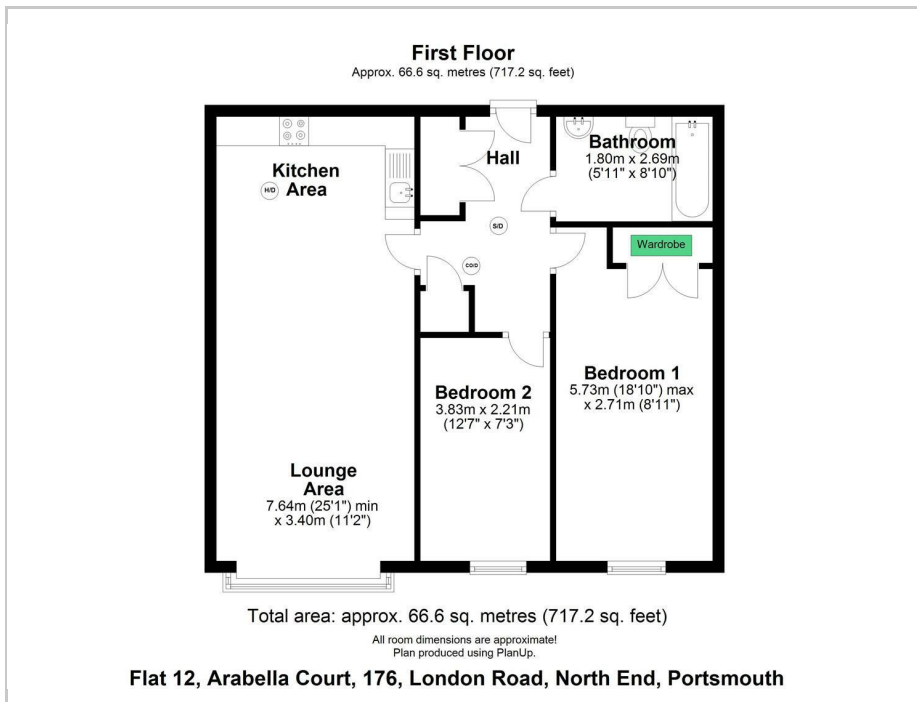 First Floor
Approx. 66.6 sq. metres (717.2 sq. feet)
Kitchen
Area
H/D
Hall
S/D
CO/D
Bathroom
1.80m x 2.69m
(5'11" x 8'10")
Wardrobe
Bedroom 1
5.73m (18'10") max
x 2.71m (8'11")
Bedroom 2
3.83m x 2.21m
(12'7" x 7'3")
Lounge
Area
7.64m (25'1") min
x 3.40m (11'2")
Total area: approx. 66.6 sq. metres (717.2 sq. feet)
All room dimensions are approximate!
Plan produced using PlanUp.
Flat 12, Arabella Court, 176, London Road, North End, Portsmouth